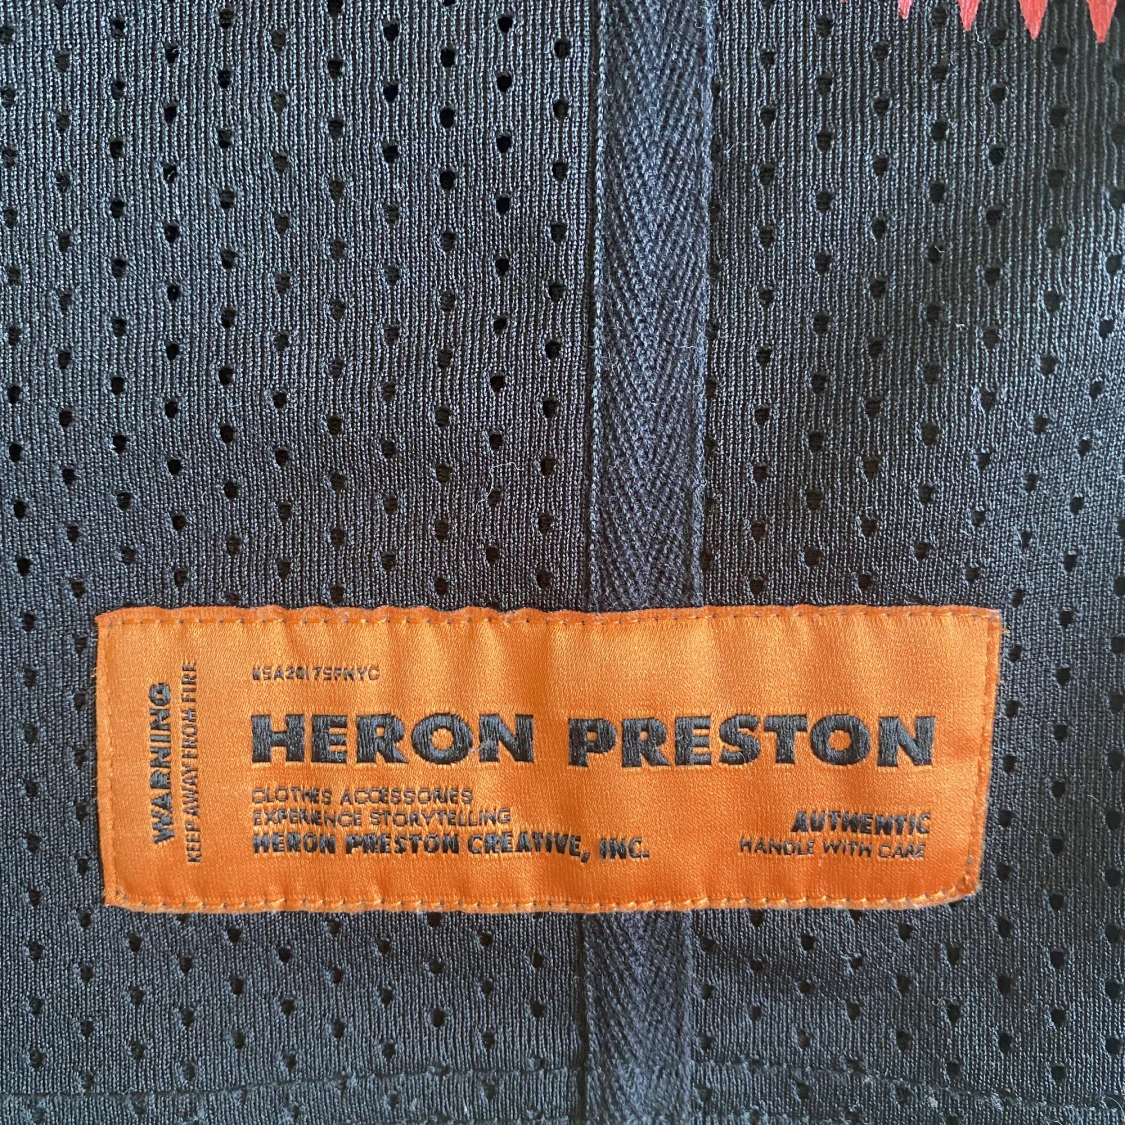 WARNING
KEEP AWAY FROM FIRE
USA2017SFNYC
HERON PRESTON
CLOTHES ACCESSORIES
EXPERIENCE STORYTELLING
HERON PRESTON CREATIVE, INC.
AUTHENTIC
HANDLE WITH CARE